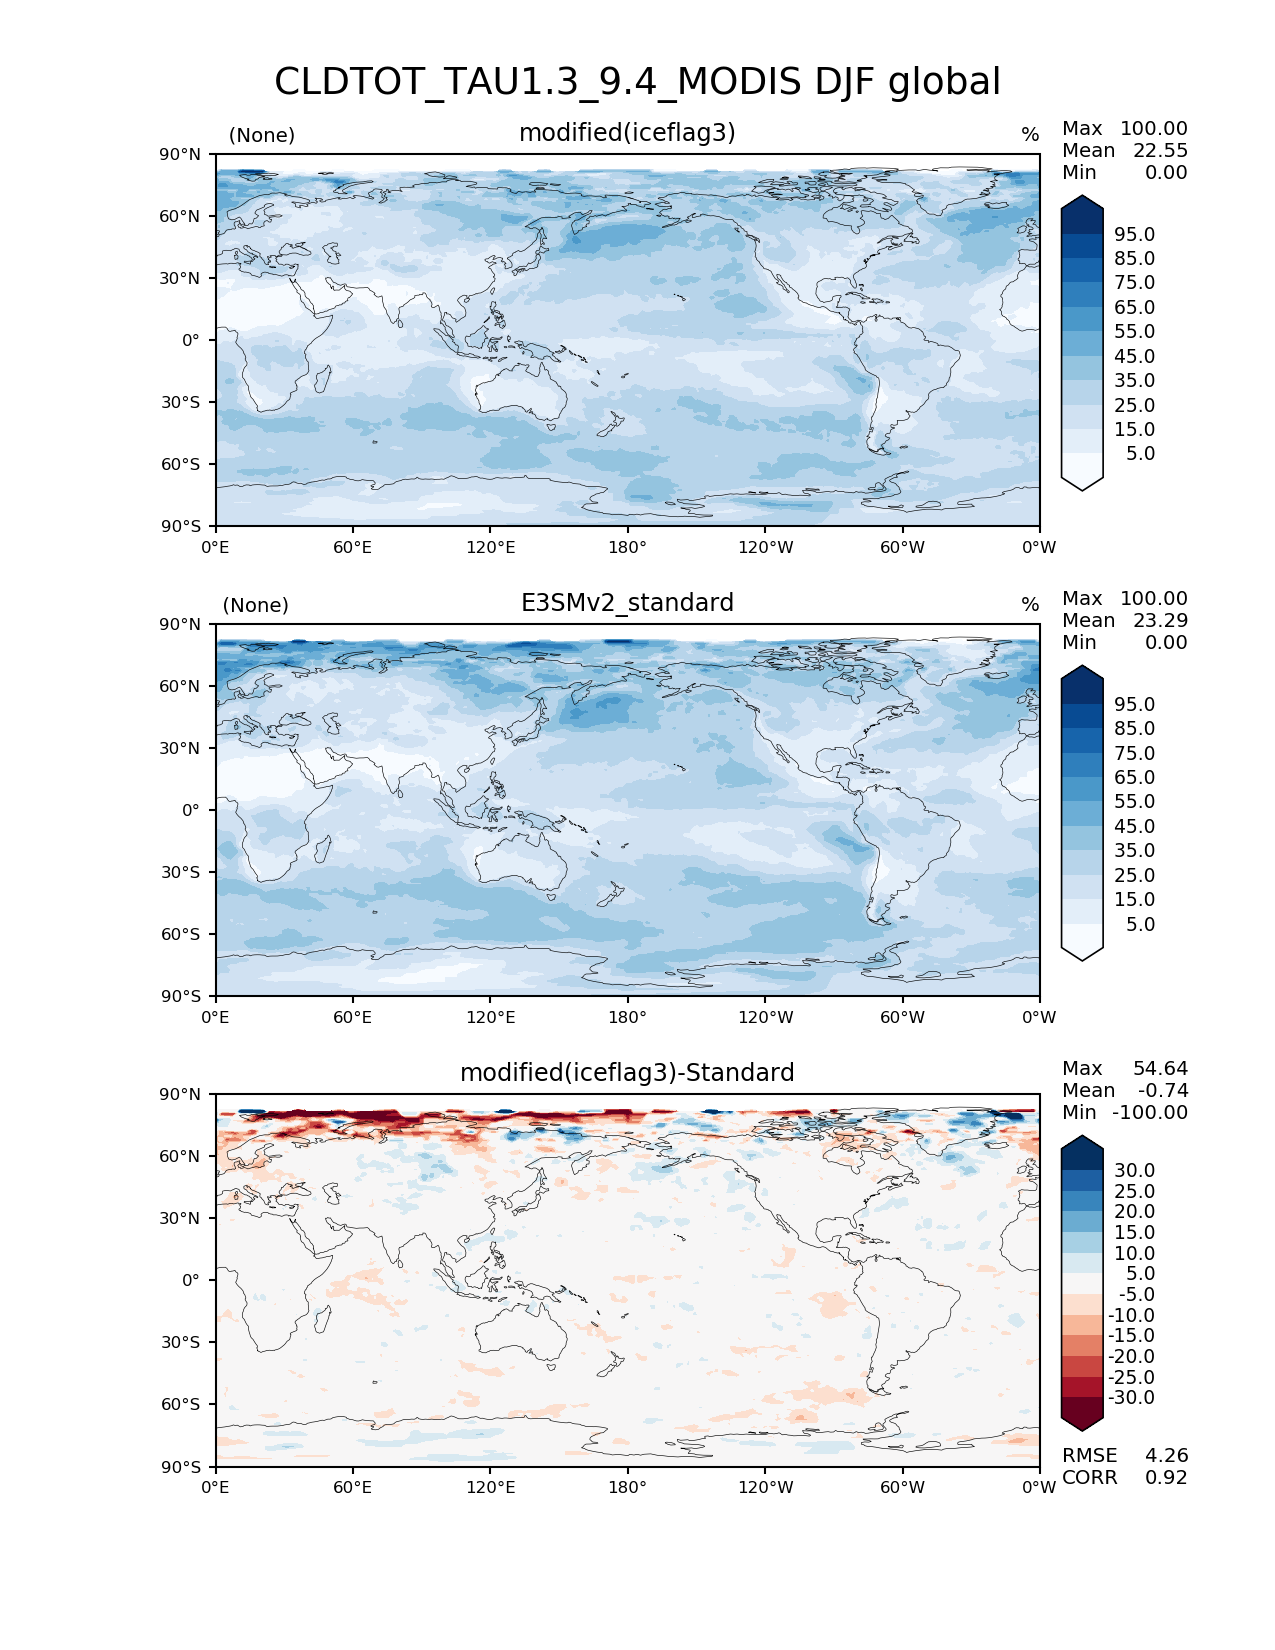 CLDTOT_TAU1.3_9.4_MODIS DJF global
(None) modified(iceflag3) %
Max 100.00
Mean 22.55
Min 0.00
90°N
60°N
30°N
0°
30°S
60°S
90°S
0°E 60°E 120°E 180° 120°W 60°W 0°W
95.0
85.0
75.0
65.0
55.0
45.0
35.0
25.0
15.0
5.0
(None) E3SMv2_standard %
Max 100.00
Mean 23.29
Min 0.00
90°N
60°N
30°N
0°
30°S
60°S
90°S
0°E 60°E 120°E 180° 120°W 60°W 0°W
95.0
85.0
75.0
65.0
55.0
45.0
35.0
25.0
15.0
5.0
modified(iceflag3)-Standard
Max 54.64
Mean -0.74
Min -100.00
90°N
60°N
30°N
0°
30°S
60°S
90°S
0°E 60°E 120°E 180° 120°W 60°W 0°W
30.0
25.0
20.0
15.0
10.0
5.0
-5.0
-10.0
-15.0
-20.0
-25.0
-30.0
RMSE 4.26
CORR 0.92